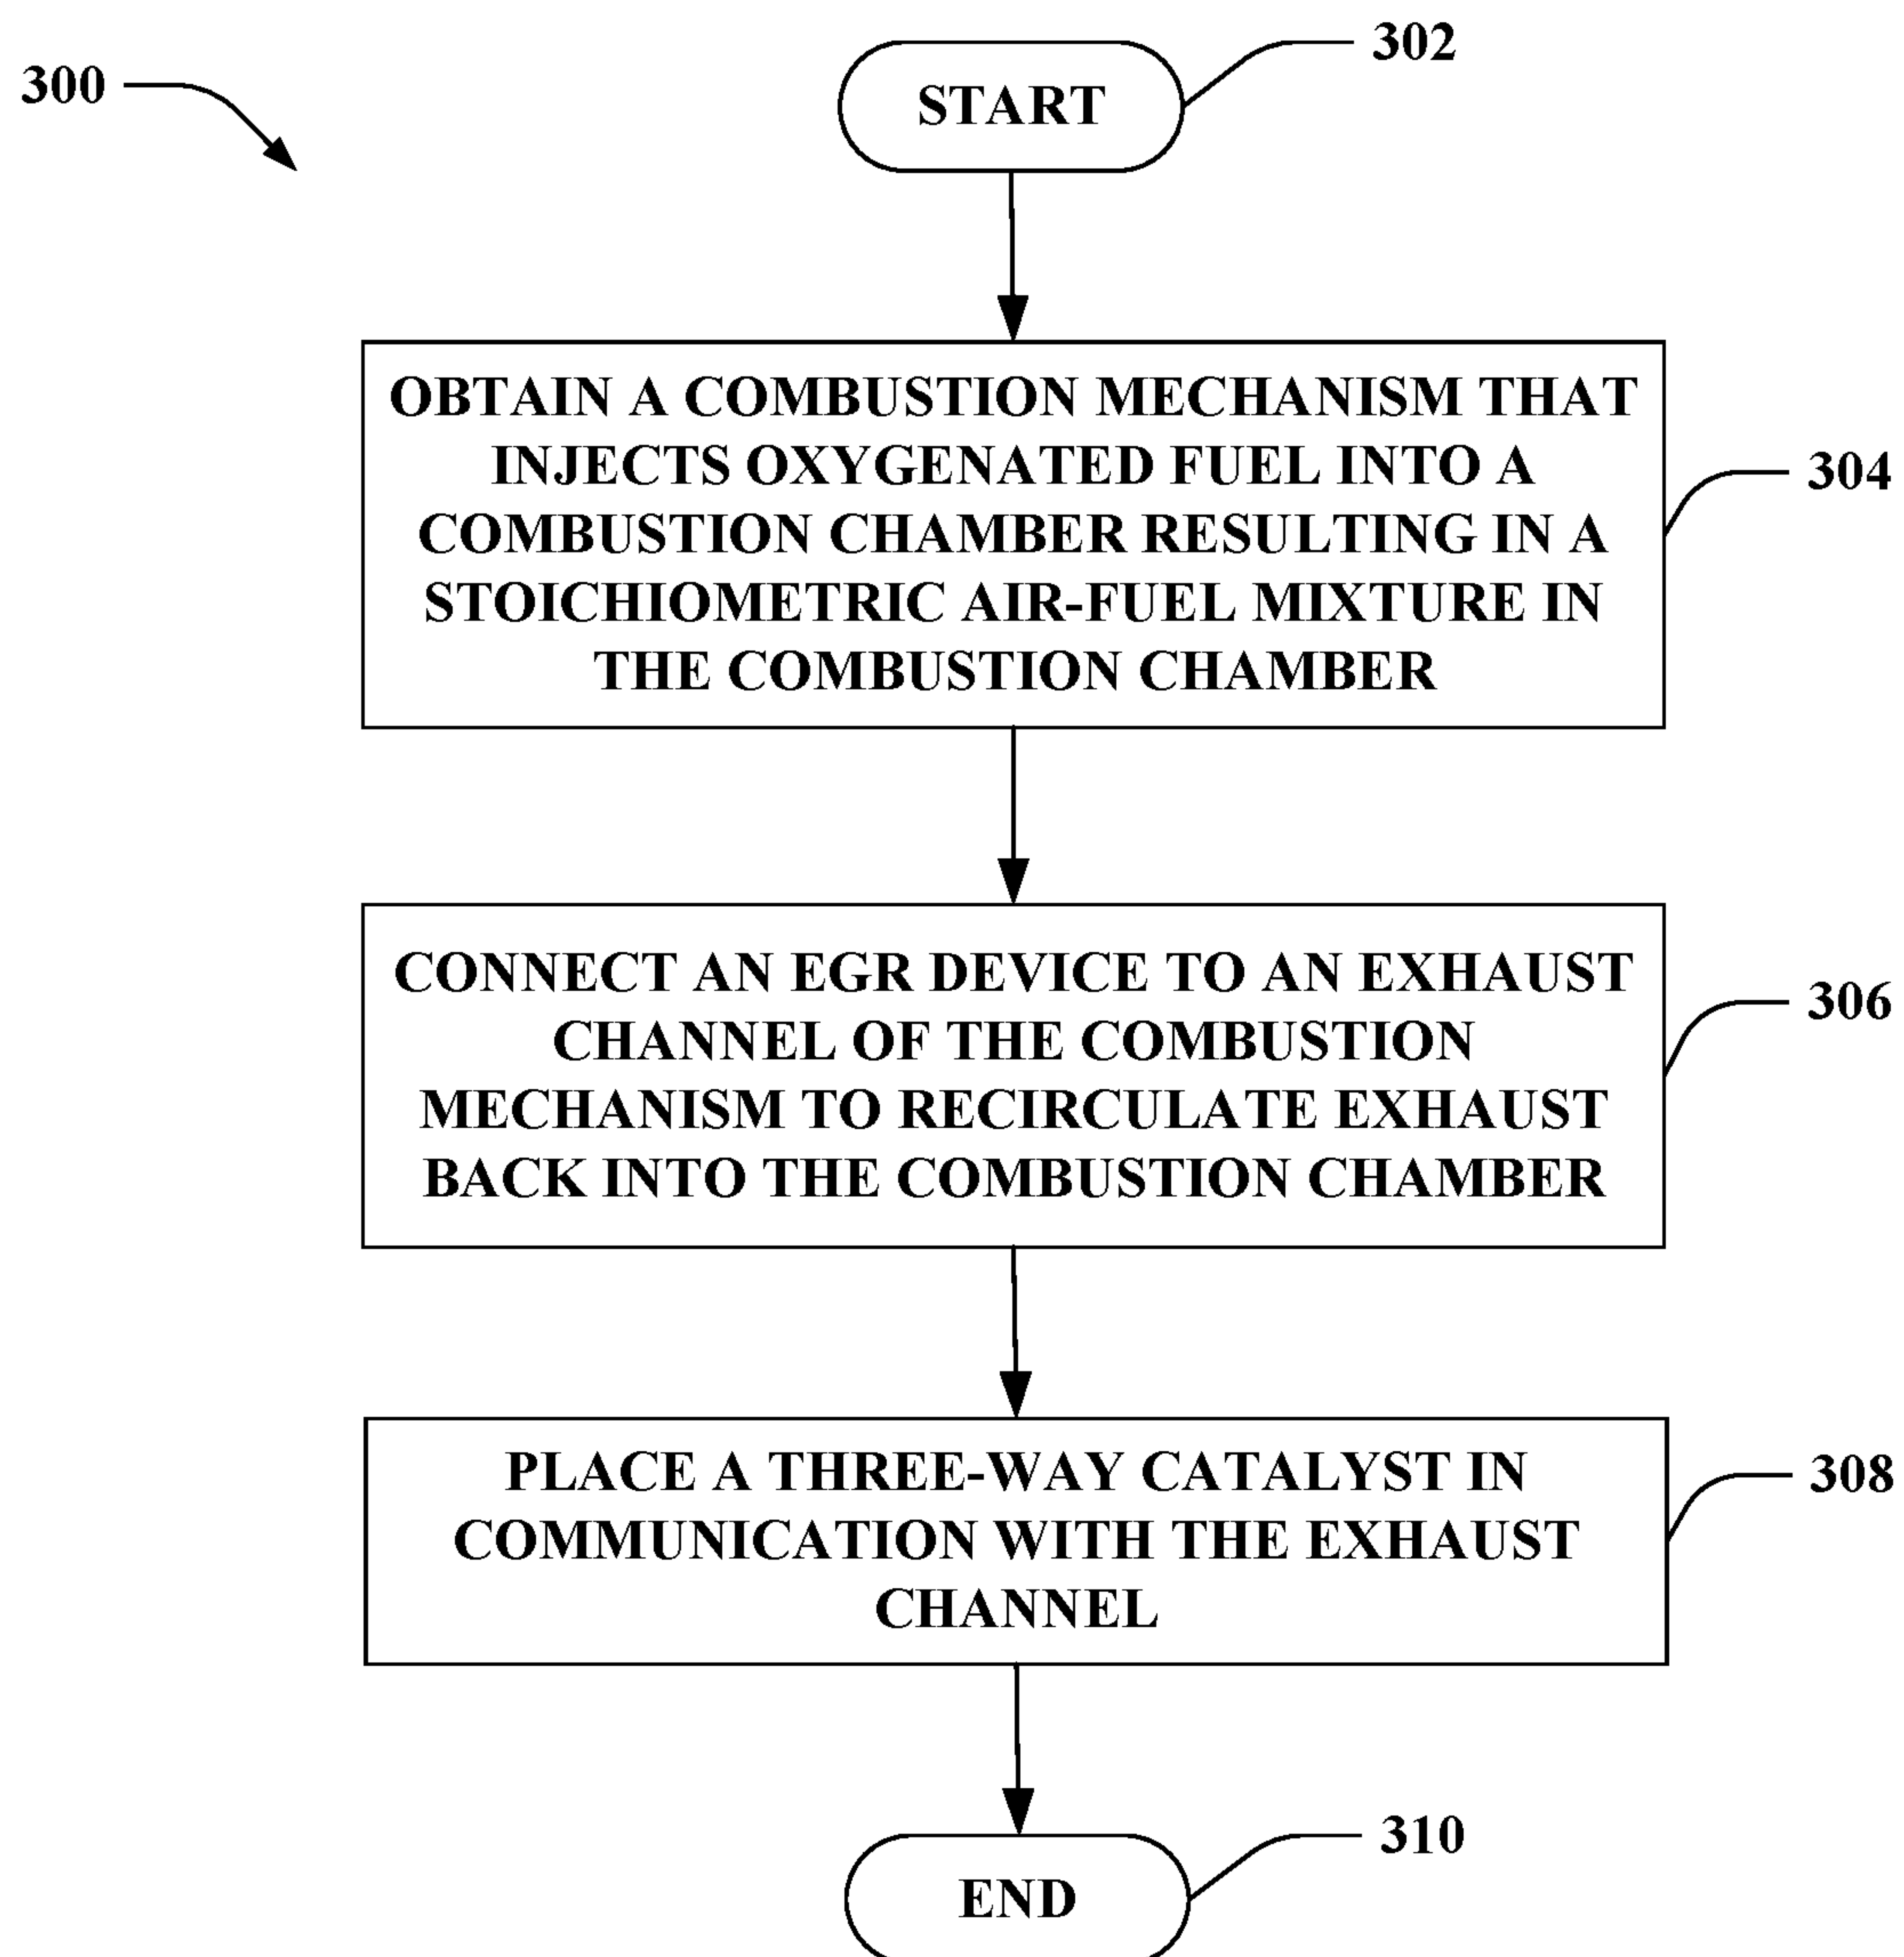 300
302
START
OBTAIN A COMBUSTION MECHANISM THAT
INJECTS OXYGENATED FUEL INTO A
COMBUSTION CHAMBER RESULTING IN A
STOICHIOMETRIC AIR-FUEL MIXTURE IN
THE COMBUSTION CHAMBER
304
CONNECT AN EGR DEVICE TO AN EXHAUST
CHANNEL OF THE COMBUSTION
MECHANISM TO RECIRCULATE EXHAUST
BACK INTO THE COMBUSTION CHAMBER
306
PLACE A THREE-WAY CATALYST IN
COMMUNICATION WITH THE EXHAUST
CHANNEL
308
310
END